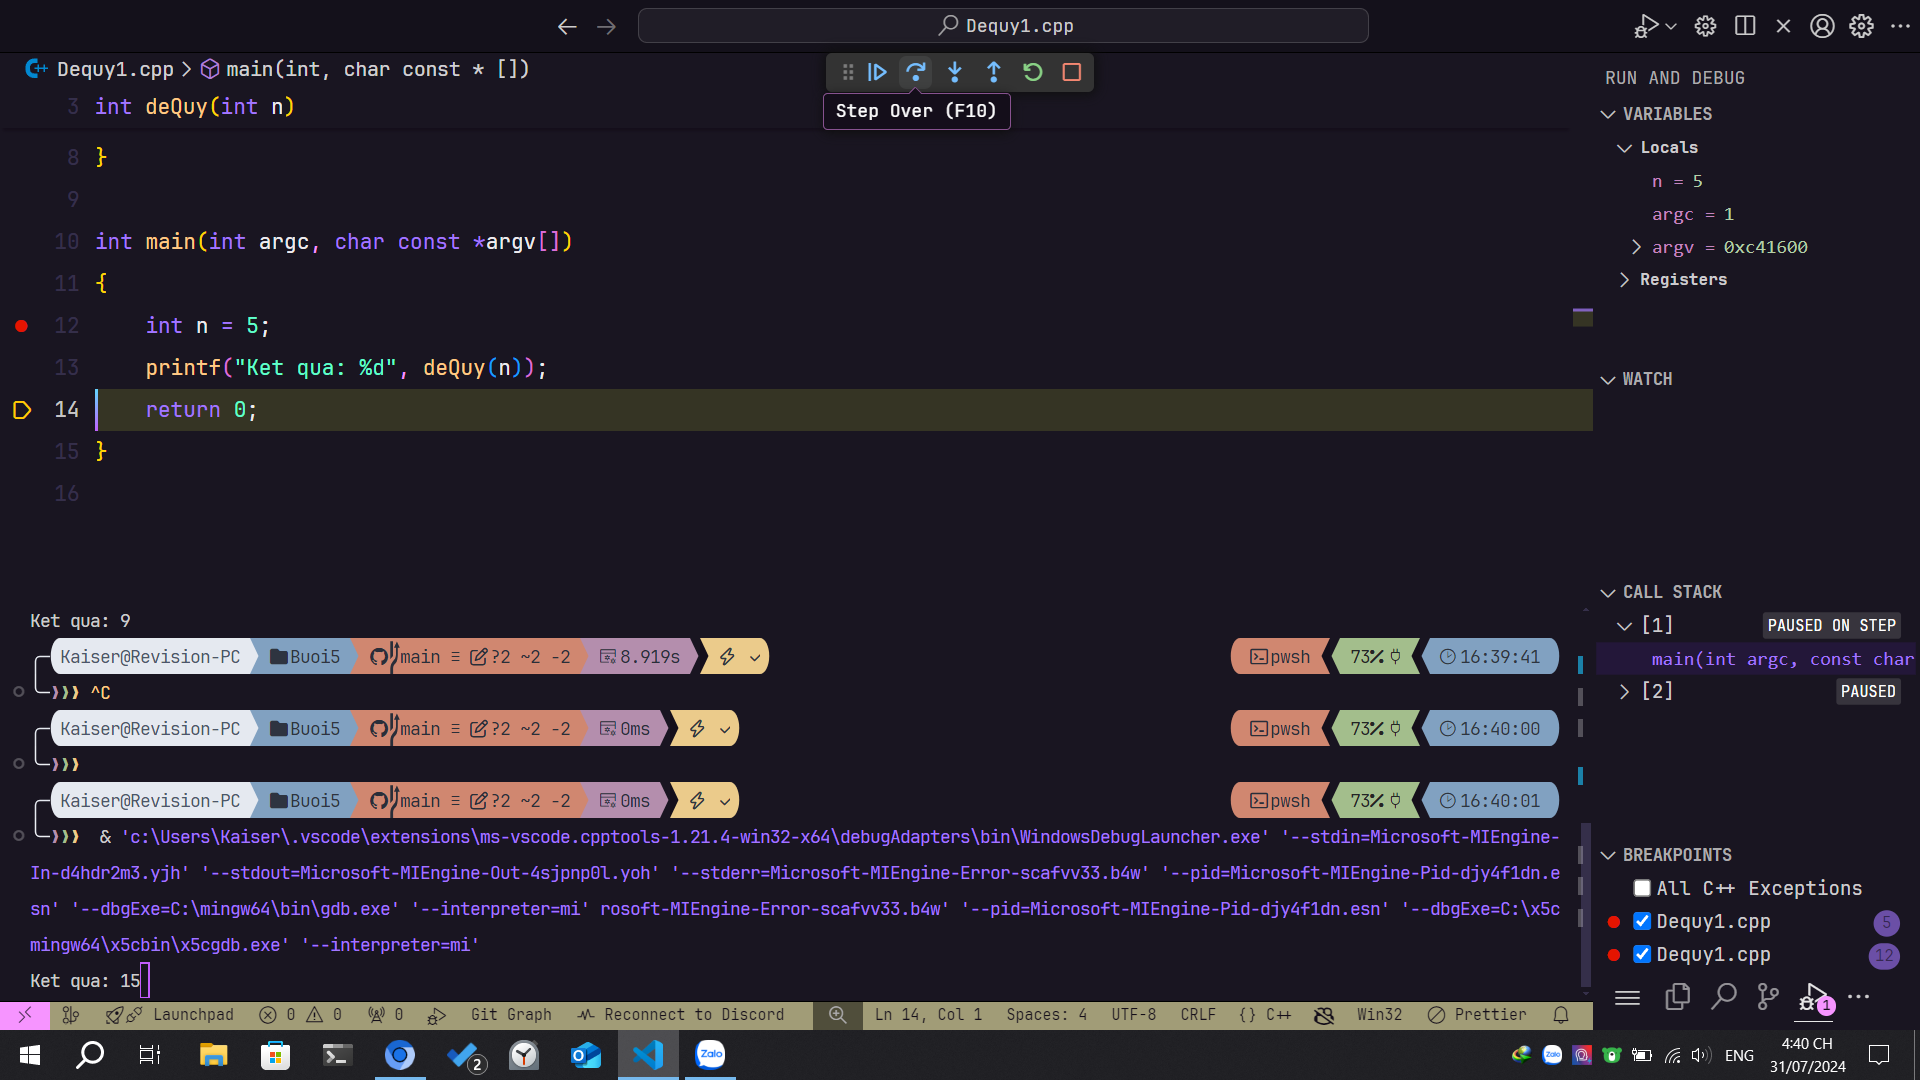 Dequy1.cpp
Dequy1.cpp > main(int, char const * [])
Step Over (F10)
3 int deQuy(int n)
8 }
9
10 int main(int argc, char const *argv[])
11 {
12 int n = 5;
13 printf("Ket qua: %d", deQuy(n));
14 return 0;
15 }
16
RUN AND DEBUG
VARIABLES
Locals
n = 5
argc = 1
argv = 0xc41600
Registers
WATCH
CALL STACK
[1] PAUSED ON STEP
main(int argc, const char
[2] PAUSED
BREAKPOINTS
All C++ Exceptions
Dequy1.cpp 5
Dequy1.cpp 12
1
Ket qua: 9
Kaiser@Revision-PC Buoi5 main ≡ ?2 ~2 -2 8.919s pwsh 73% 16:39:41
❯❯❯ ^C
Kaiser@Revision-PC Buoi5 main ≡ ?2 ~2 -2 0ms pwsh 73% 16:40:00
❯❯❯
Kaiser@Revision-PC Buoi5 main ≡ ?2 ~2 -2 0ms pwsh 73% 16:40:01
❯❯❯ & 'c:\Users\Kaiser\.vscode\extensions\ms-vscode.cpptools-1.21.4-win32-x64\debugAdapters\bin\WindowsDebugLauncher.exe' '--stdin=Microsoft-MIEngine-
In-d4hdr2m3.yjh' '--stdout=Microsoft-MIEngine-Out-4sjpnp0l.yoh' '--stderr=Microsoft-MIEngine-Error-scafvv33.b4w' '--pid=Microsoft-MIEngine-Pid-djy4f1dn.e
sn' '--dbgExe=C:\mingw64\bin\gdb.exe' '--interpreter=mi' rosoft-MIEngine-Error-scafvv33.b4w' '--pid=Microsoft-MIEngine-Pid-djy4f1dn.esn' '--dbgExe=C:\x5c
mingw64\x5cbin\x5cgdb.exe' '--interpreter=mi'
Ket qua: 15
Launchpad 0 0 0 Git Graph Reconnect to Discord Ln 14, Col 1 Spaces: 4 UTF-8 CRLF {} C++ Win32 Prettier
2 Zalo Zalo ENG 4:40 CH
31/07/2024